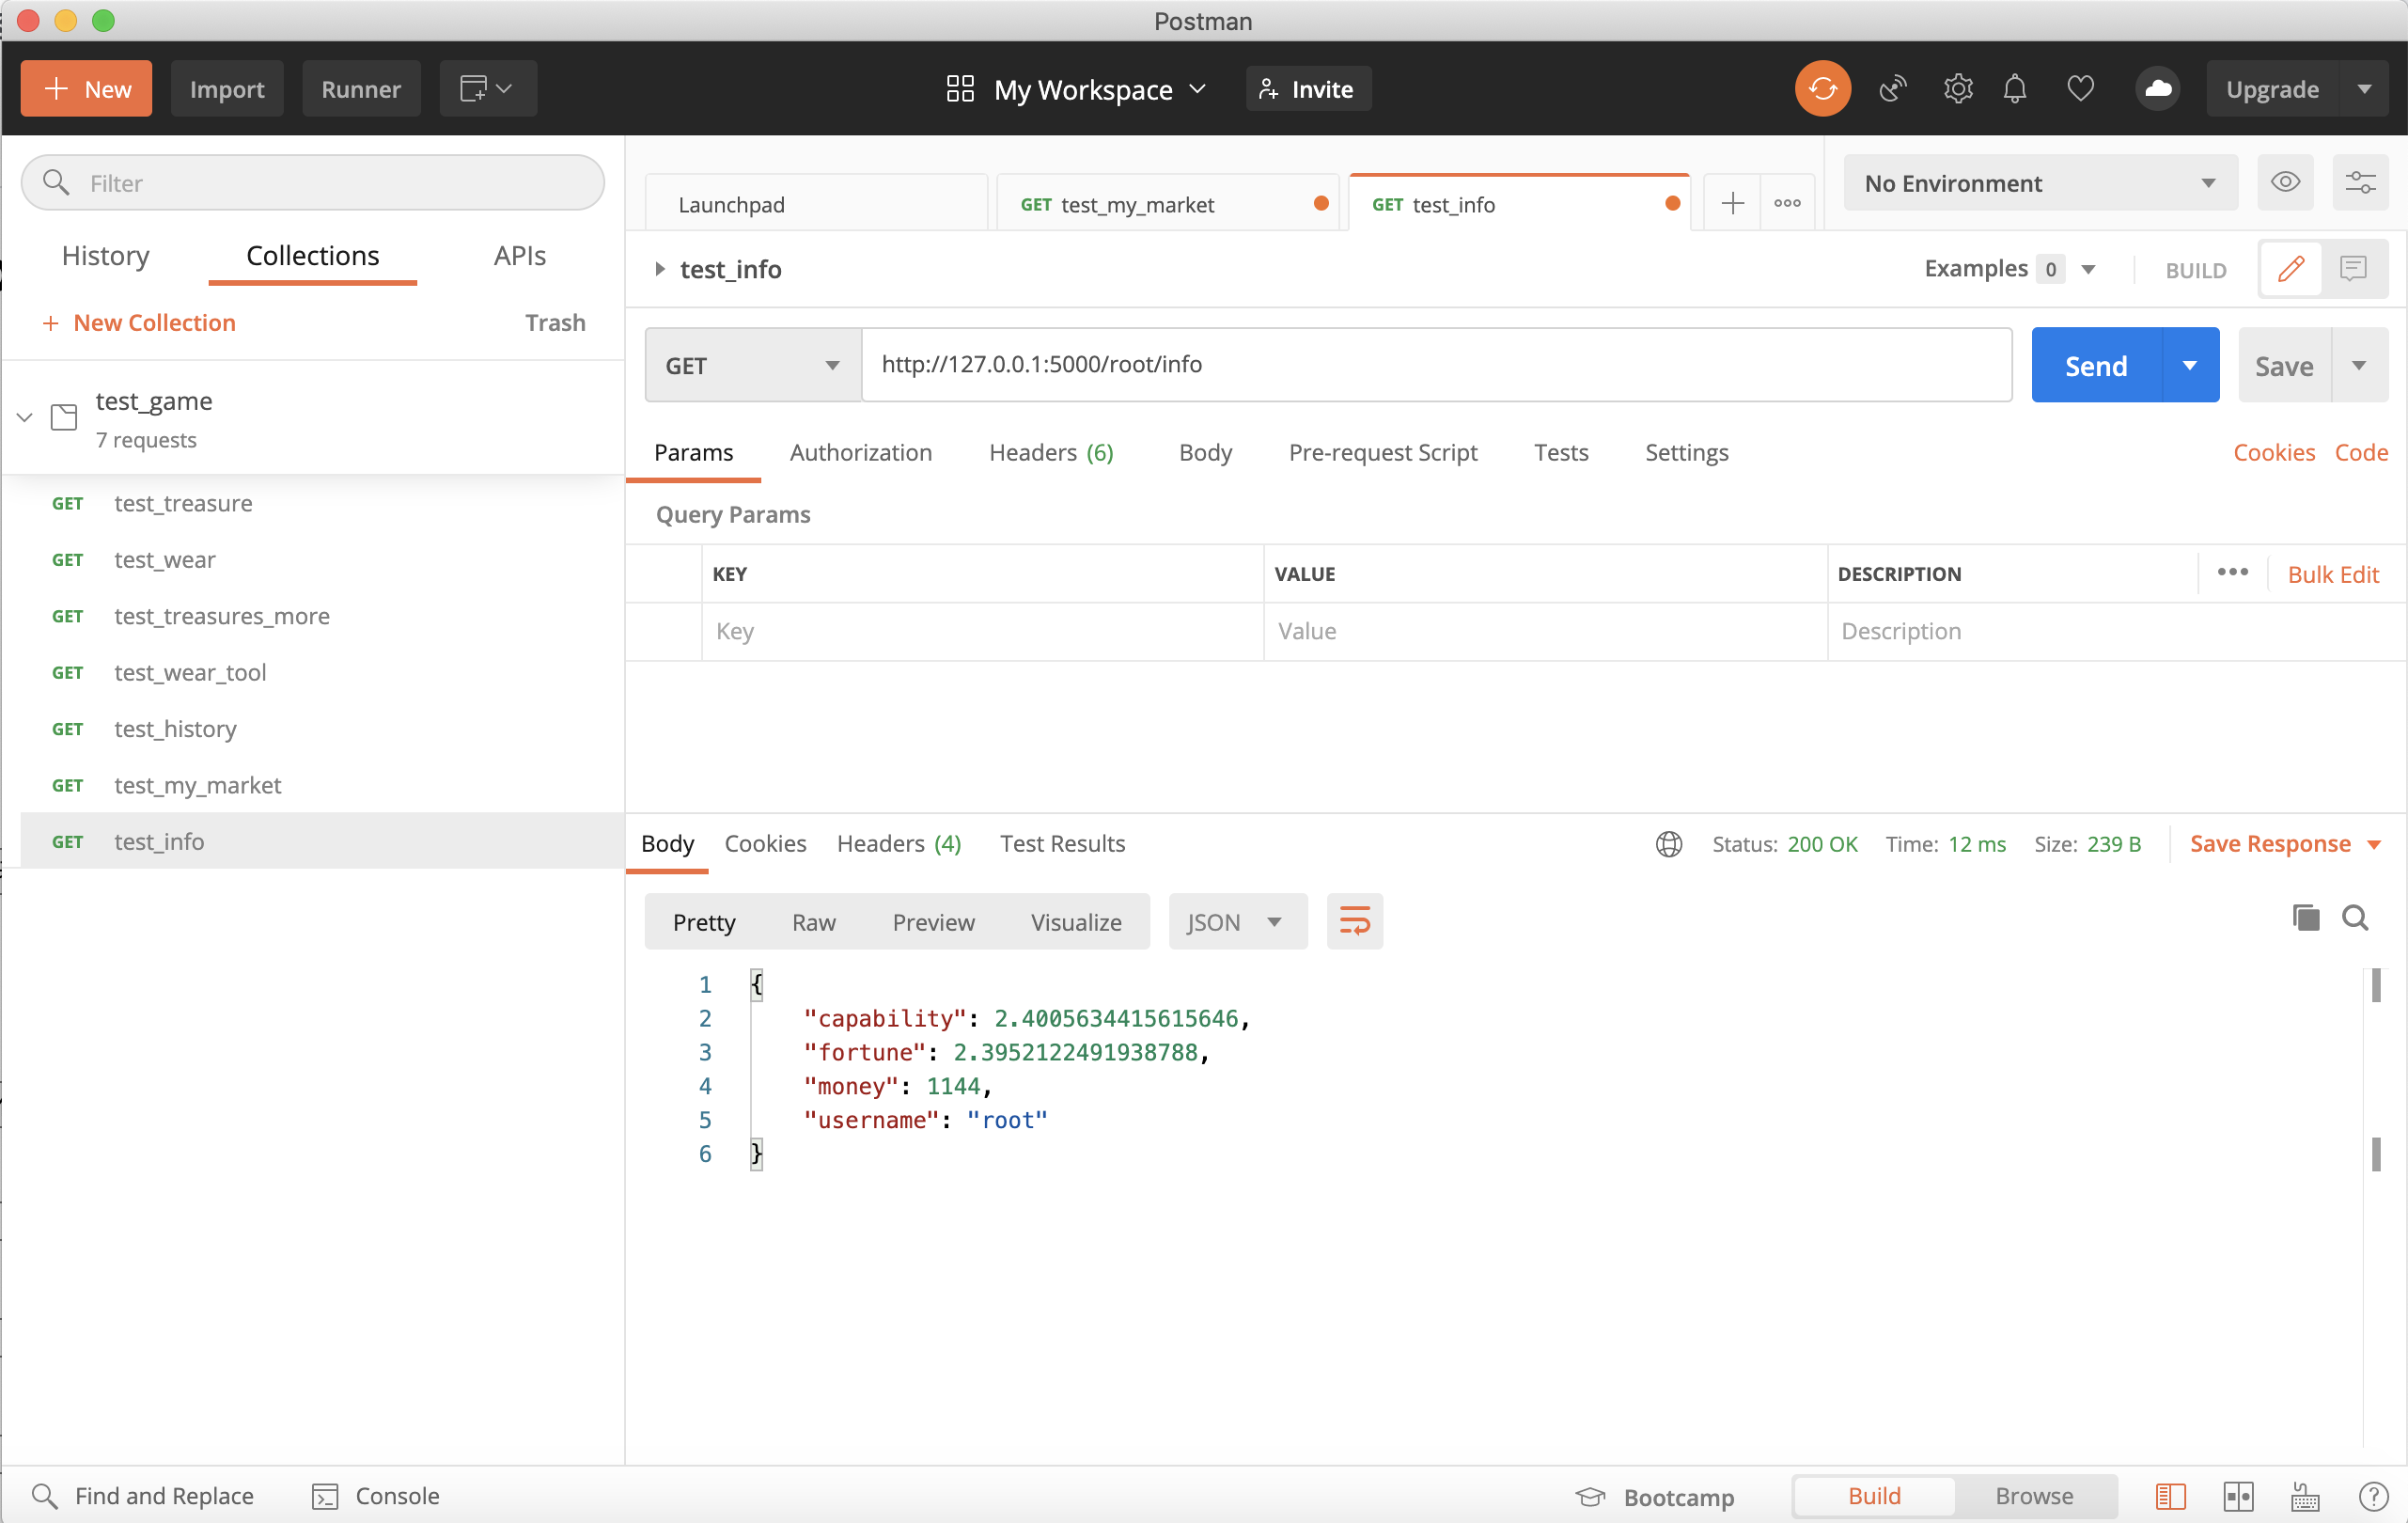 Postman
New Import Runner My Workspace Invite Upgrade
Filter
History Collections APIs
+ New Collection Trash
test_game
7 requests
GET test_treasure
GET test_wear
GET test_treasures_more
GET test_wear_tool
GET test_history
GET test_my_market
GET test_info
Launchpad GET test_my_market GET test_info No Environment
test_info Examples 0 BUILD
GET http://127.0.0.1:5000/root/info Send Save
Params Authorization Headers (6) Body Pre-request Script Tests Settings Cookies Code
Query Params
KEY VALUE DESCRIPTION Bulk Edit
Key Value Description
Body Cookies Headers (4) Test Results Status: 200 OK Time: 12 ms Size: 239 B Save Response
Pretty Raw Preview Visualize JSON
1 {
2 "capability": 2.4005634415615646,
3 "fortune": 2.3952122491938788,
4 "money": 1144,
5 "username": "root"
6 }
Find and Replace Console Bootcamp Build Browse